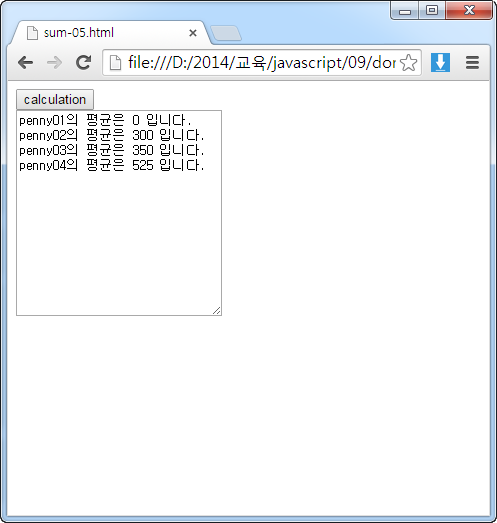 sum-05.html
file:///D:/2014/교육/javascript/09/dor
calculation
penny01의 평균은 0 입니다.
penny02의 평균은 300 입니다.
penny03의 평균은 350 입니다.
penny04의 평균은 525 입니다.